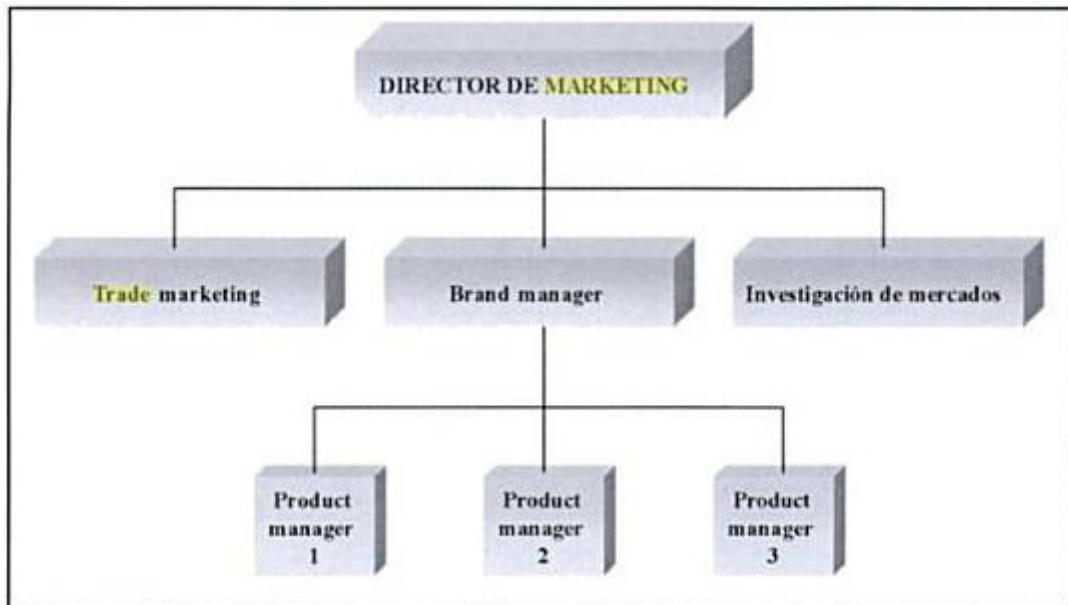 DIRECTOR DE MARKETING
Trade marketing
Brand manager
Investigación de mercados
Product
manager
1
Product
manager
2
Product
manager
3